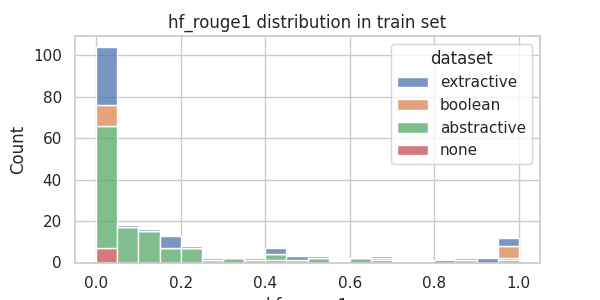 hf_rouge1 distribution in train set
100
80
60
40
20
0
Count
dataset
extractive
boolean
abstractive
none
0.0
0.2
0.4
0.6
0.8
1.0